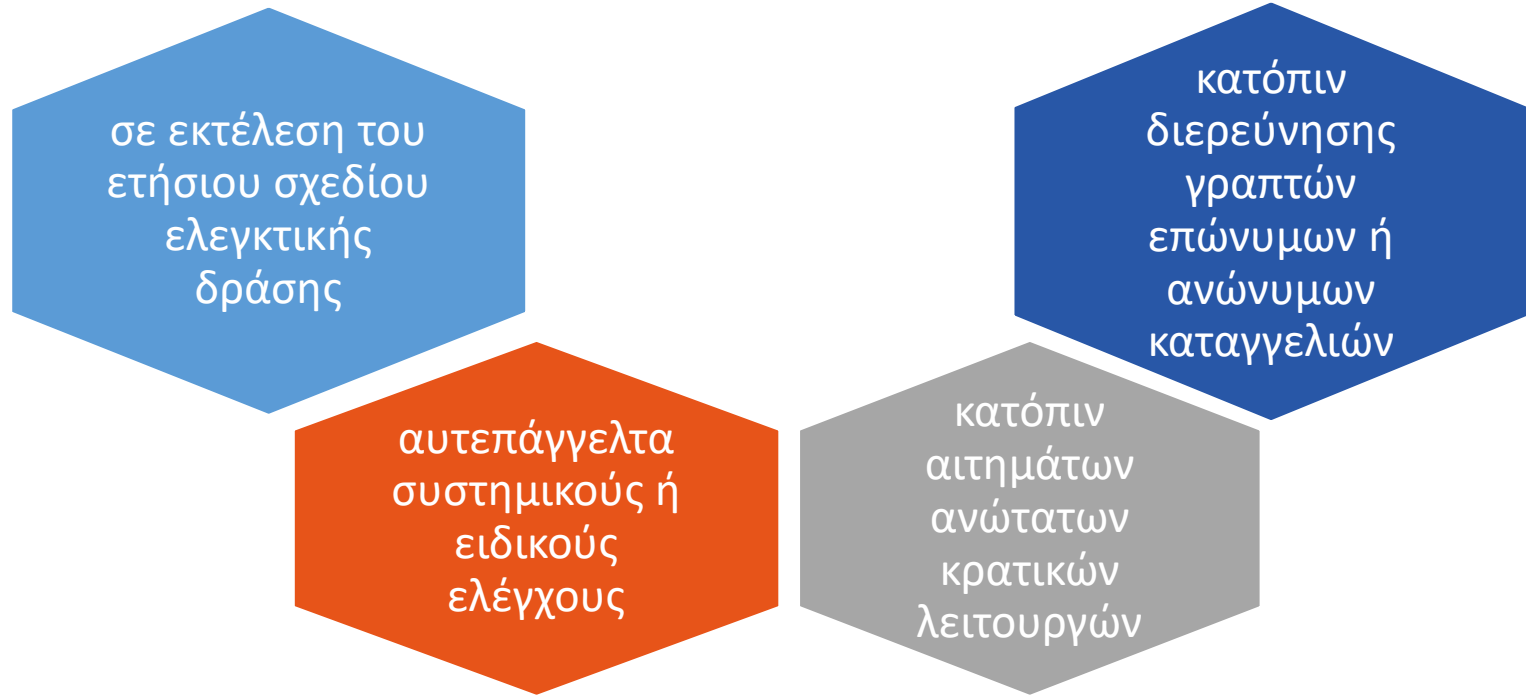 σε εκτέλεση του
ετήσιου σχεδίου
ελεγκτικής
δράσης
αυτεπάγγελτα
συστημικούς ή
ειδικούς
ελέγχους
κατόπιν
αιτημάτων
ανώτατων
κρατικών
λειτουργών
κατόπιν
διερεύνησης
γραπτών
επώνυμων ή
ανώνυμων
καταγγελιών